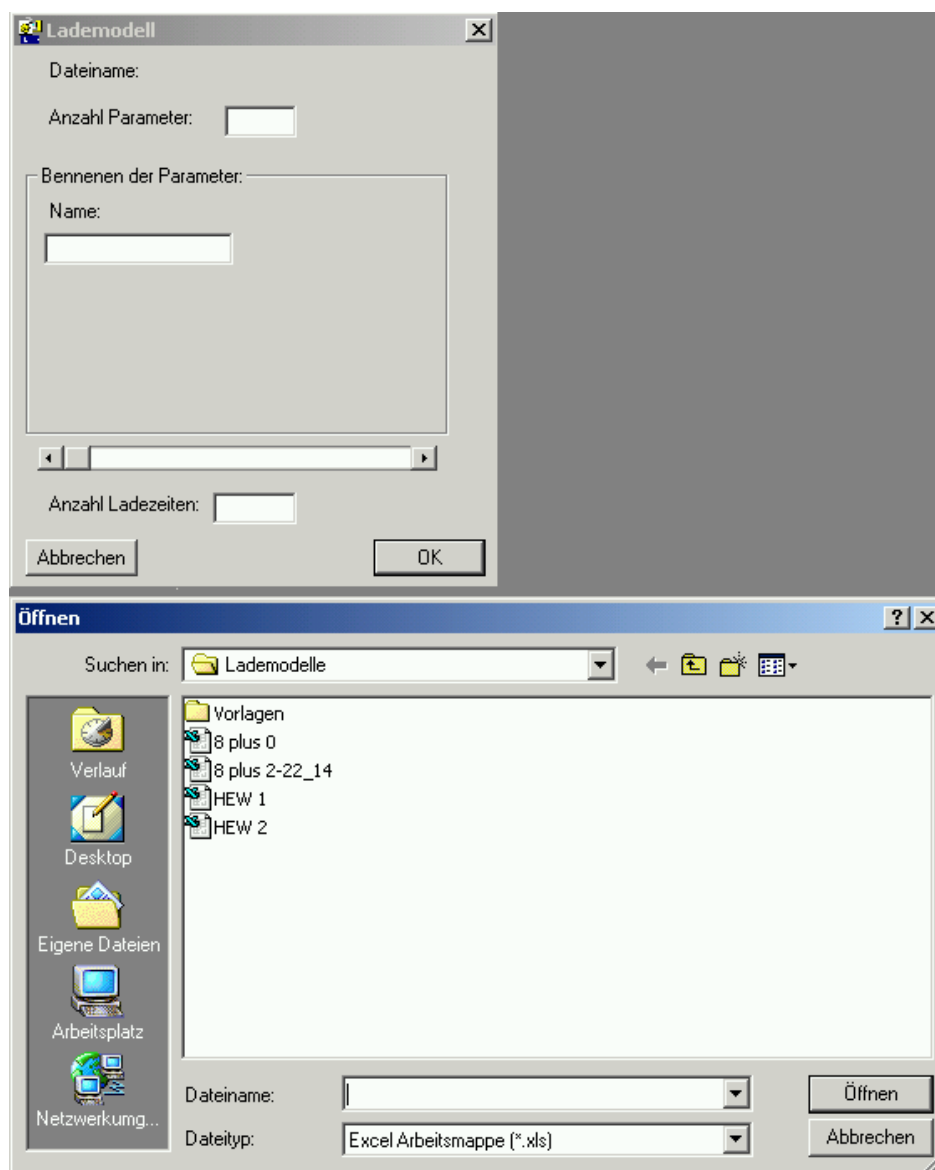 Lademodell
Dateiname:
Anzahl Parameter:
Bennenen der Parameter:
Name:
Anzahl Ladezeiten:
Abbrechen OK
Öffnen
Suchen in: Lademodelle
Vorlagen
8 plus 0
8 plus 2-22_14
HEW 1
HEW 2
Verlauf
Desktop
Eigene Dateien
Arbeitsplatz
Netzwerkumg...
Dateiname: Öffnen
Dateityp: Excel Arbeitsmappe (*.xls) Abbrechen